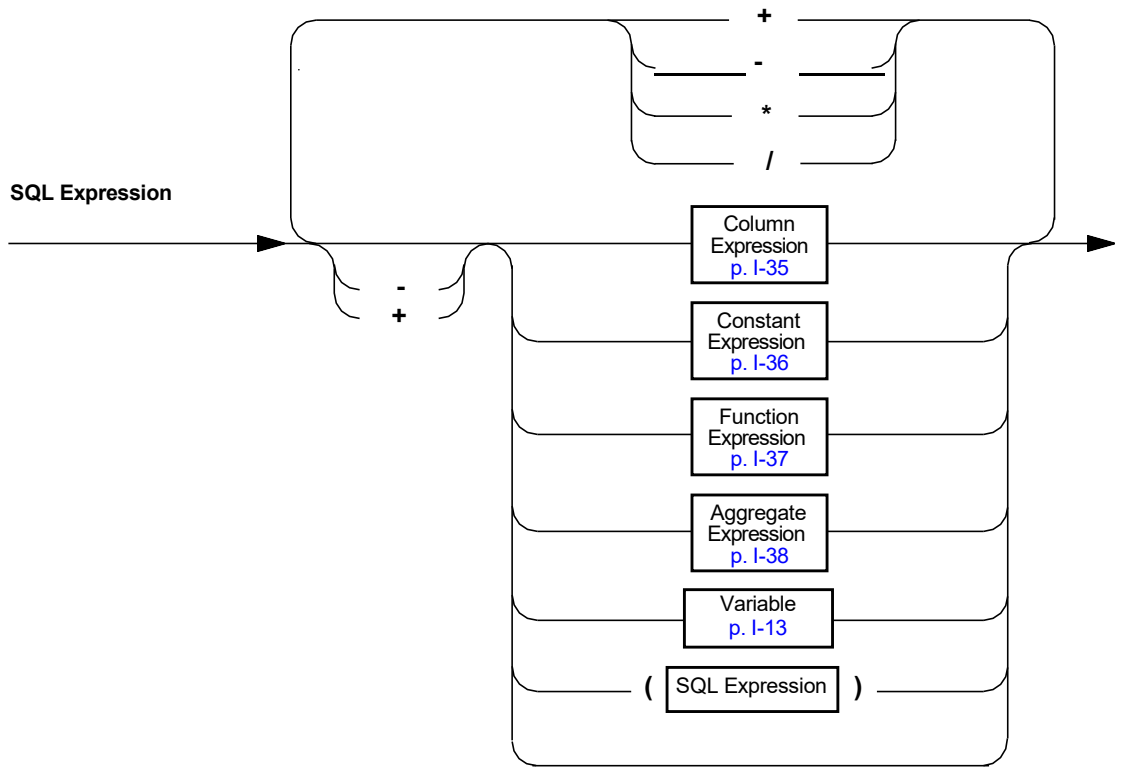 +
-
*
/
SQL Expression
Column
Expression
p. I-35
-
+
Constant
Expression
p. I-36
Function
Expression
p. I-37
Aggregate
Expression
p. I-38
Variable
p. I-13
( SQL Expression )